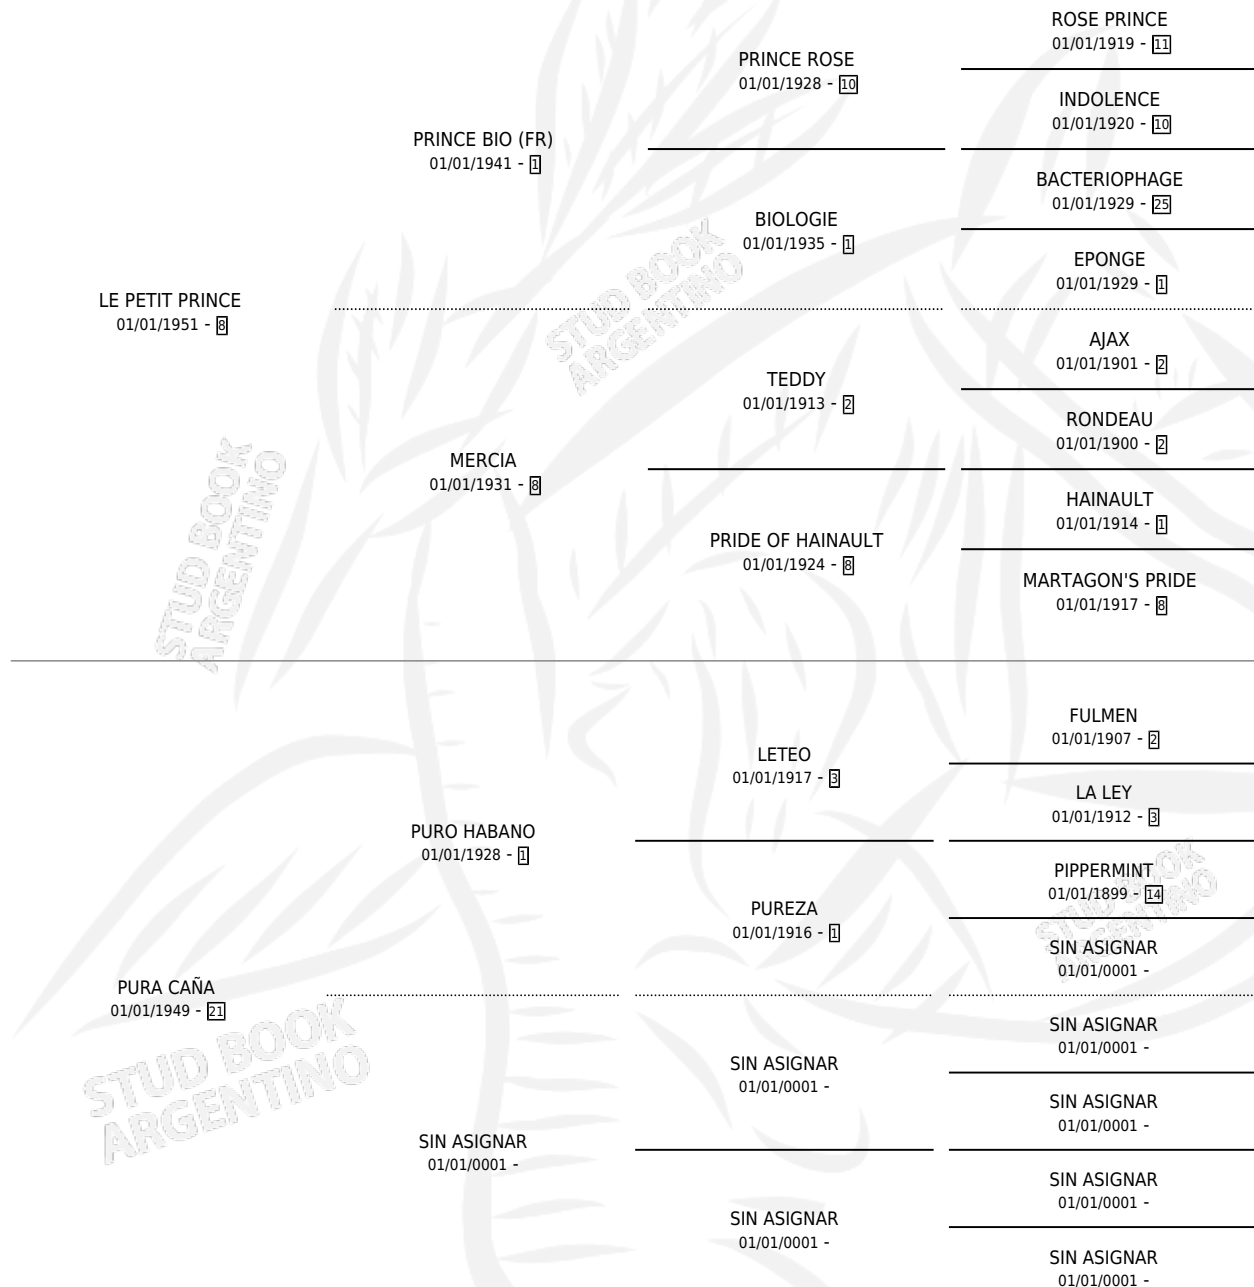 ROSE PRINCE
01/01/1919 - 11
PRINCE ROSE
01/01/1928 - 10
INDOLENCE
01/01/1920 - 10
PRINCE BIO (FR)
01/01/1941 - 1
BACTERIOPHAGE
01/01/1929 - 25
BIOLOGIE
01/01/1935 - 1
EPONGE
01/01/1929 - 1
LE PETIT PRINCE
01/01/1951 - 8
STUD BOOK
ARGENTINO
AJAX
01/01/1901 - 2
TEDDY
01/01/1913 - 2
RONDEAU
01/01/1900 - 2
MERCIA
01/01/1931 - 8
HAINAULT
01/01/1914 - 1
PRIDE OF HAINAULT
01/01/1924 - 8
MARTAGON'S PRIDE
01/01/1917 - 8
STUD BOOK
ARGENTINO
FULMEN
01/01/1907 - 2
LETEO
01/01/1917 - 3
LA LEY
01/01/1912 - 3
PURO HABANO
01/01/1928 - 1
PIPPERMINT
01/01/1899 - 14
PUREZA
01/01/1916 - 1
STUD BOOK
ARGENTINO
SIN ASIGNAR
01/01/0001 -
PURA CAÑA
01/01/1949 - 21
SIN ASIGNAR
01/01/0001 -
SIN ASIGNAR
01/01/0001 -
STUD BOOK
ARGENTINO
SIN ASIGNAR
01/01/0001 -
SIN ASIGNAR
01/01/0001 -
SIN ASIGNAR
01/01/0001 -
SIN ASIGNAR
01/01/0001 -
SIN ASIGNAR
01/01/0001 -